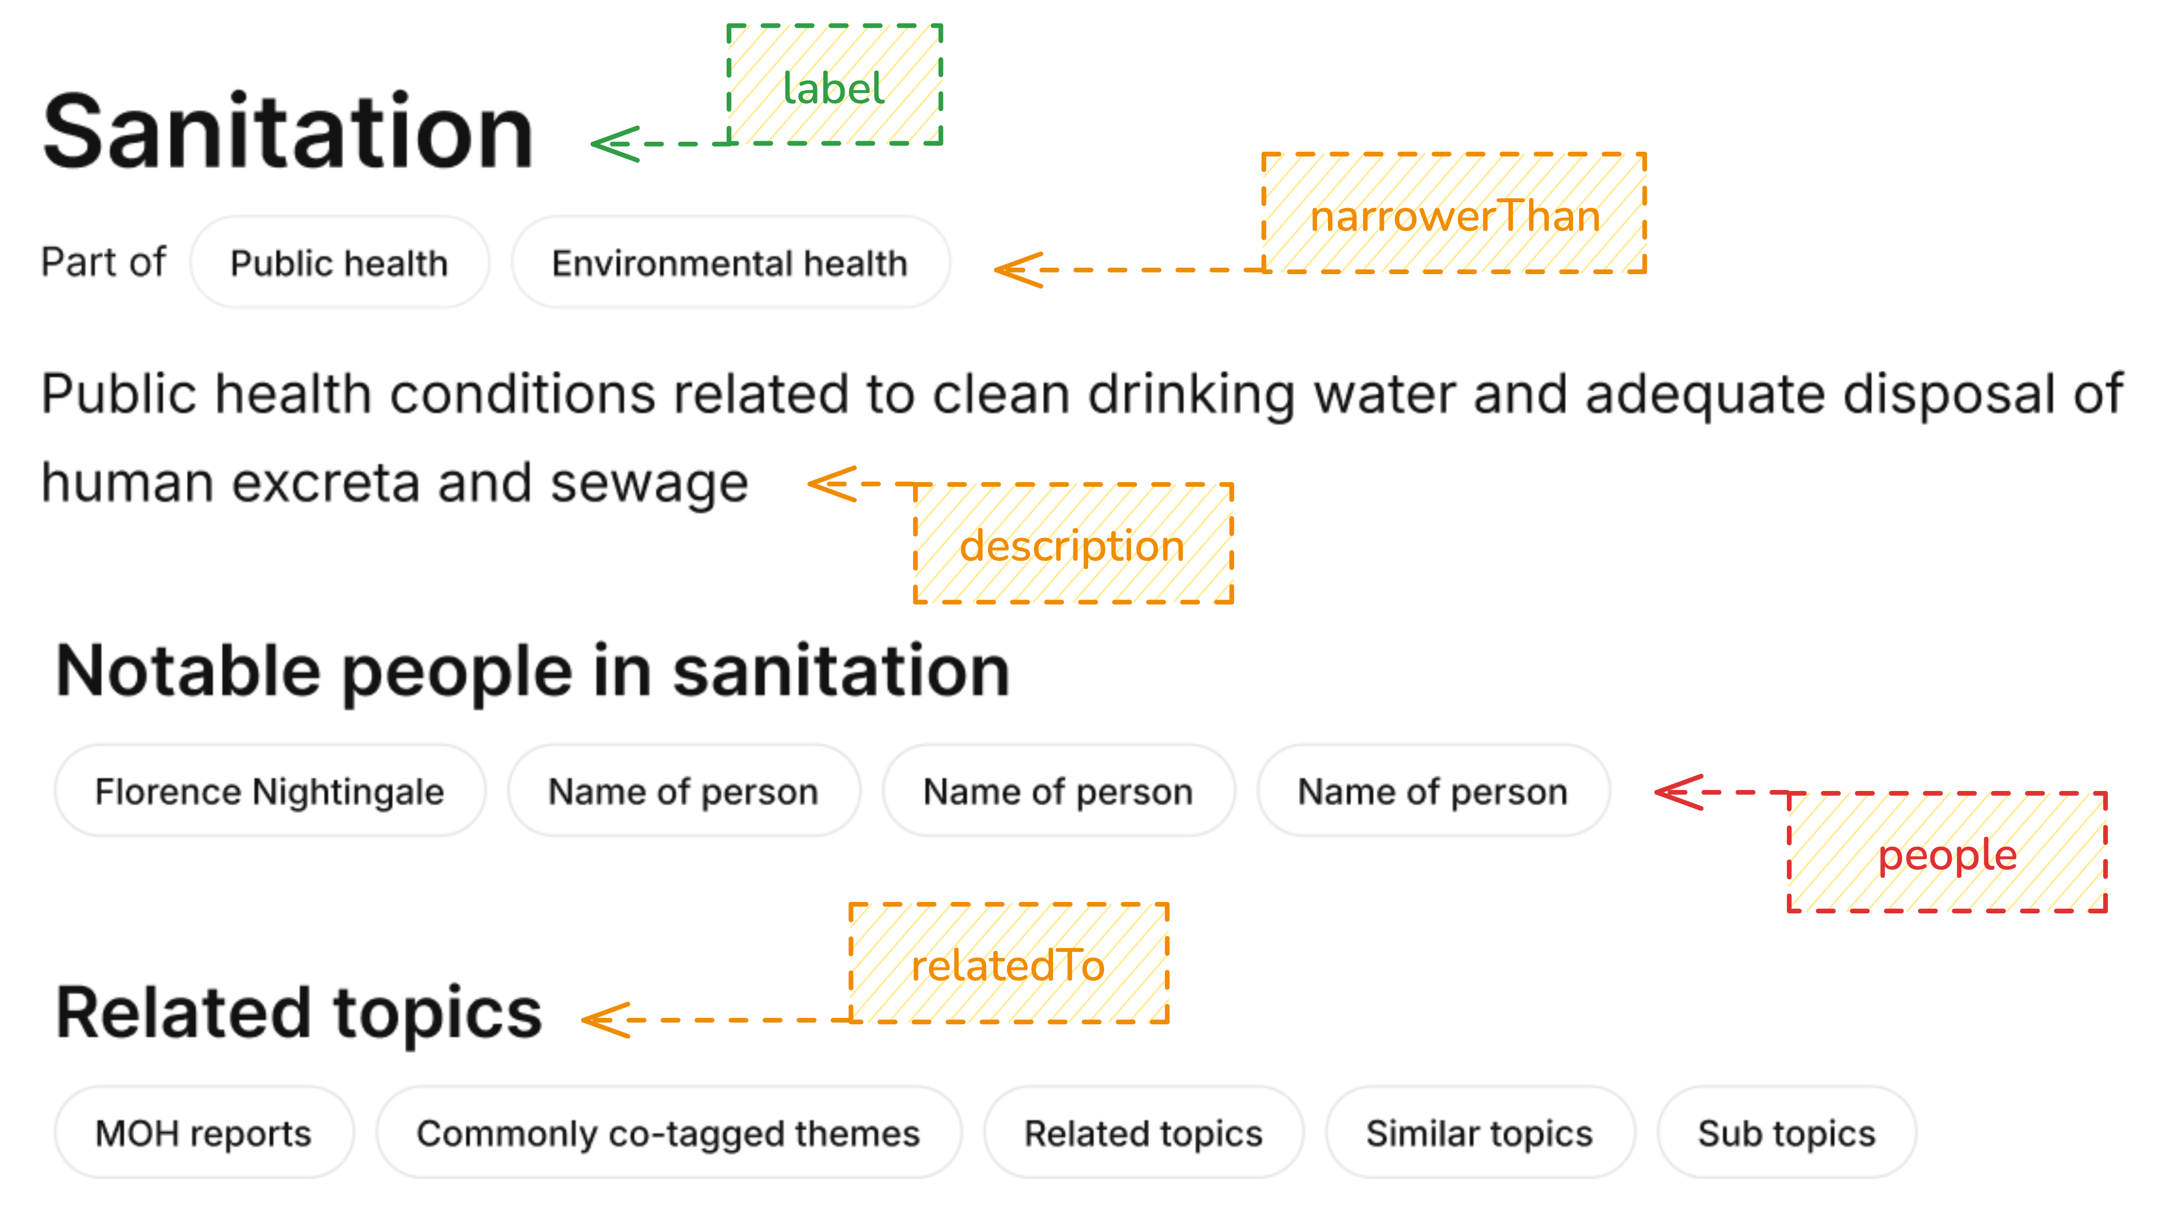 label
Sanitation
narrowerThan
Part of Public health Environmental health
Public health conditions related to clean drinking water and adequate disposal of
human excreta and sewage
description
Notable people in sanitation
Florence Nightingale Name of person Name of person Name of person
people
relatedTo
Related topics
MOH reports Commonly co-tagged themes Related topics Similar topics Sub topics